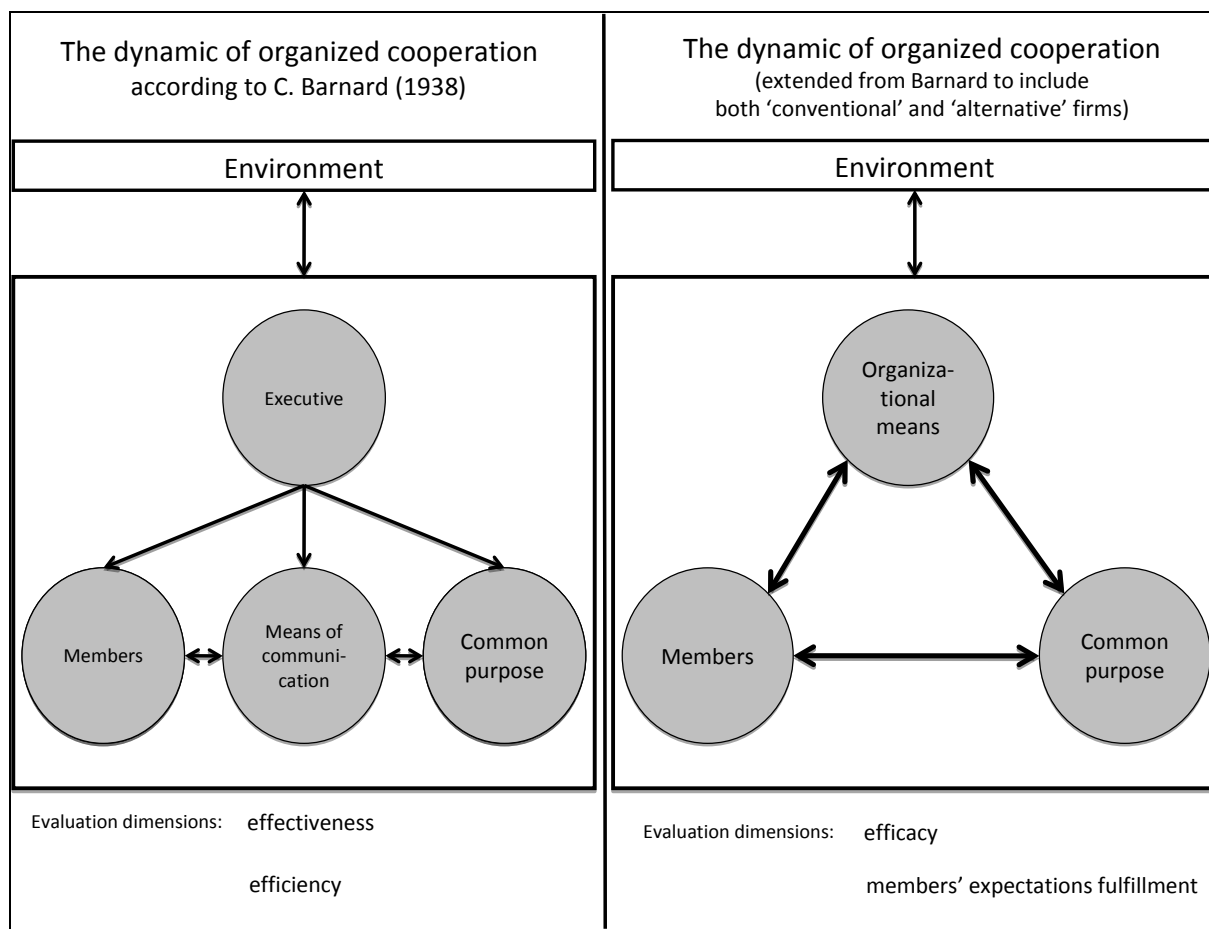 The dynamic of organized cooperation
according to C. Barnard (1938)
Environment
Executive
Members
Means of
communi-
cation
Common
purpose
Evaluation dimensions: effectiveness
efficiency
The dynamic of organized cooperation
(extended from Barnard to include
both ‘conventional’ and ‘alternative’ firms)
Environment
Organiza-
tional
means
Members
Common
purpose
Evaluation dimensions: efficacy
members’ expectations fulfillment